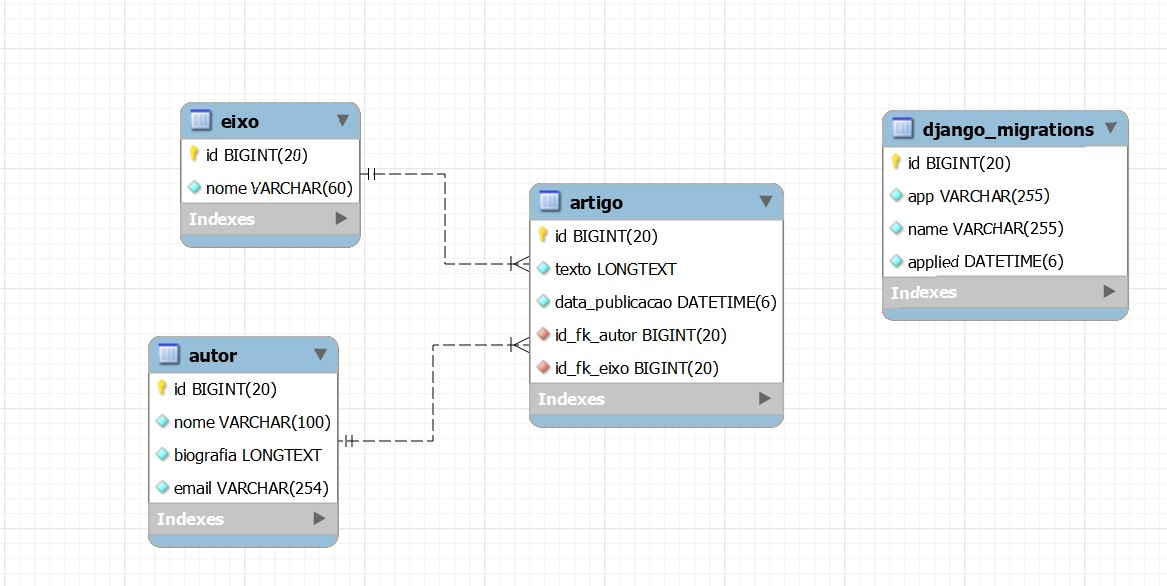 eixo
id BIGINT(20)
nome VARCHAR(60)
Indexes
autor
id BIGINT(20)
nome VARCHAR(100)
biografia LONGTEXT
email VARCHAR(254)
Indexes
artigo
id BIGINT(20)
texto LONGTEXT
data_publicacao DATETIME(6)
id_fk_autor BIGINT(20)
id_fk_eixo BIGINT(20)
Indexes
django_migrations
id BIGINT(20)
app VARCHAR(255)
name VARCHAR(255)
applied DATETIME(6)
Indexes